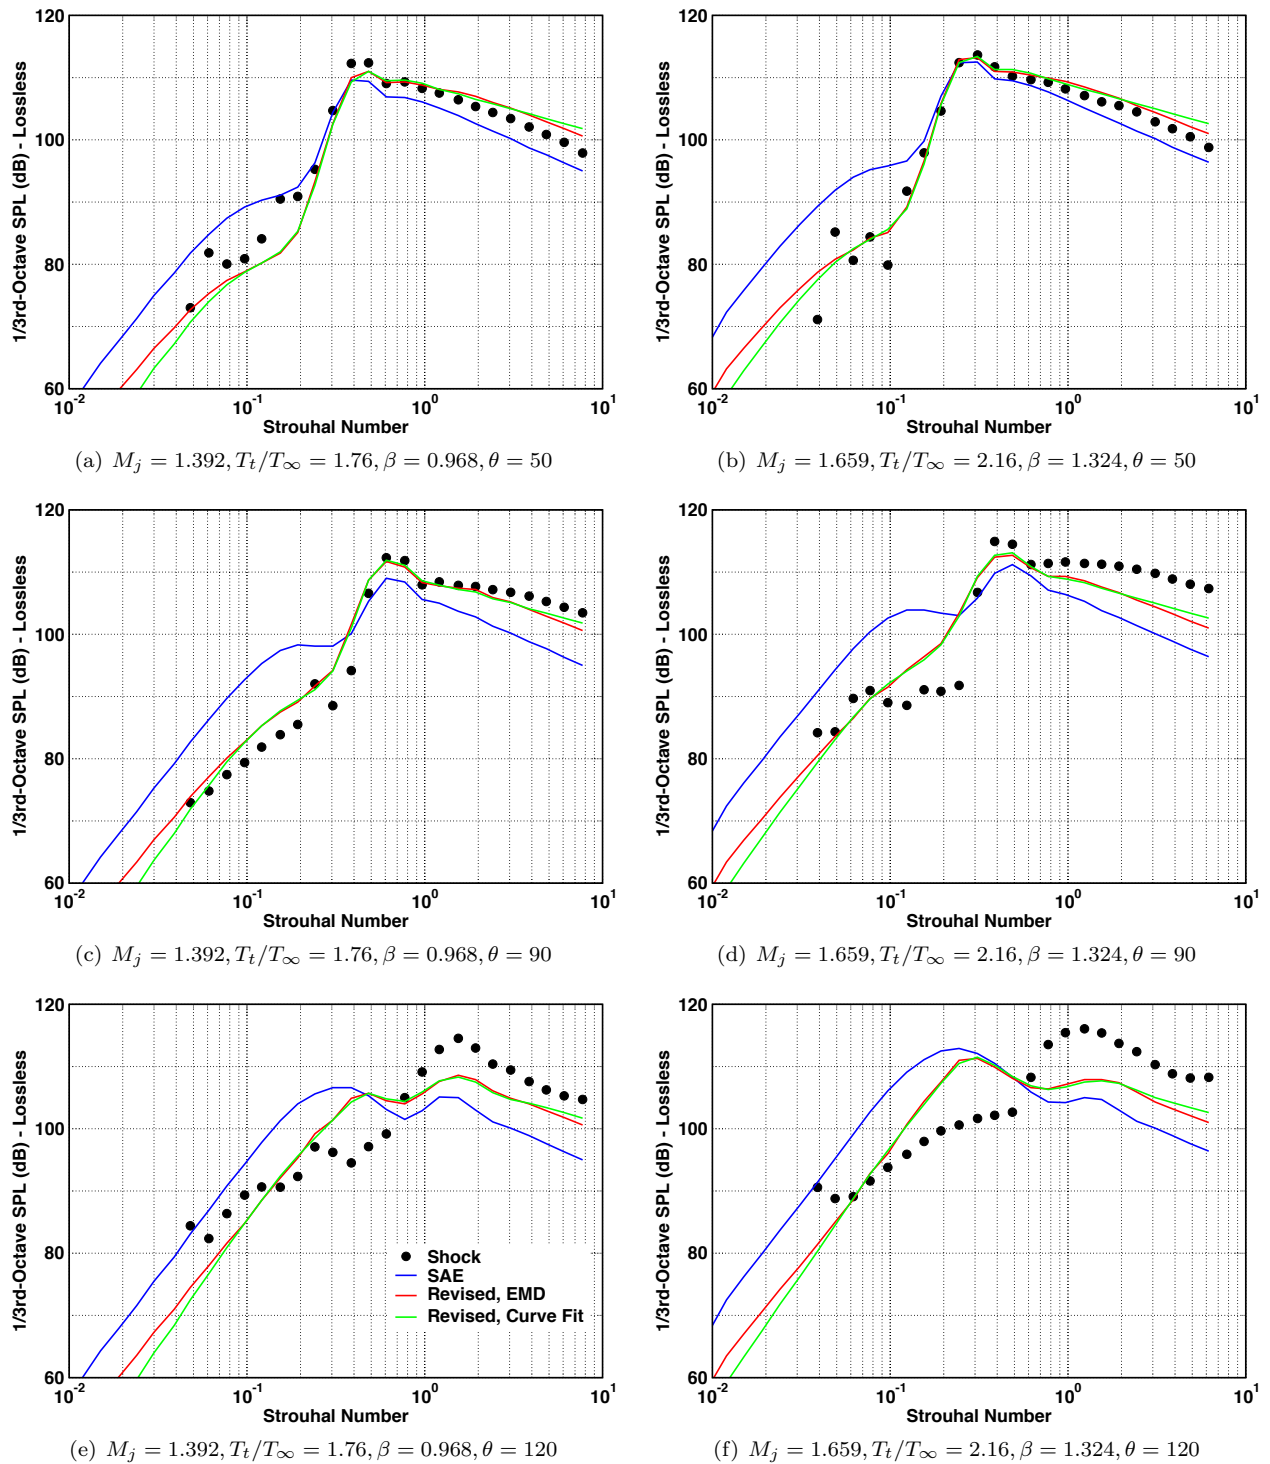 1/3rd-Octave SPL (dB) - Lossless
120
100
80
60
10^-2
10^-1
10^0
10^1
Strouhal Number
(a) M_j = 1.392, T_t/T_∞ = 1.76, β = 0.968, θ = 50
1/3rd-Octave SPL (dB) - Lossless
120
100
80
60
10^-2
10^-1
10^0
10^1
Strouhal Number
(b) M_j = 1.659, T_t/T_∞ = 2.16, β = 1.324, θ = 50
1/3rd-Octave SPL (dB) - Lossless
120
100
80
60
10^-2
10^-1
10^0
10^1
Strouhal Number
(c) M_j = 1.392, T_t/T_∞ = 1.76, β = 0.968, θ = 90
1/3rd-Octave SPL (dB) - Lossless
120
100
80
60
10^-2
10^-1
10^0
10^1
Strouhal Number
(d) M_j = 1.659, T_t/T_∞ = 2.16, β = 1.324, θ = 90
1/3rd-Octave SPL (dB) - Lossless
120
100
80
60
Shock
SAE
Revised, EMD
Revised, Curve Fit
10^-2
10^-1
10^0
10^1
Strouhal Number
(e) M_j = 1.392, T_t/T_∞ = 1.76, β = 0.968, θ = 120
1/3rd-Octave SPL (dB) - Lossless
120
100
80
60
10^-2
10^-1
10^0
10^1
Strouhal Number
(f) M_j = 1.659, T_t/T_∞ = 2.16, β = 1.324, θ = 120